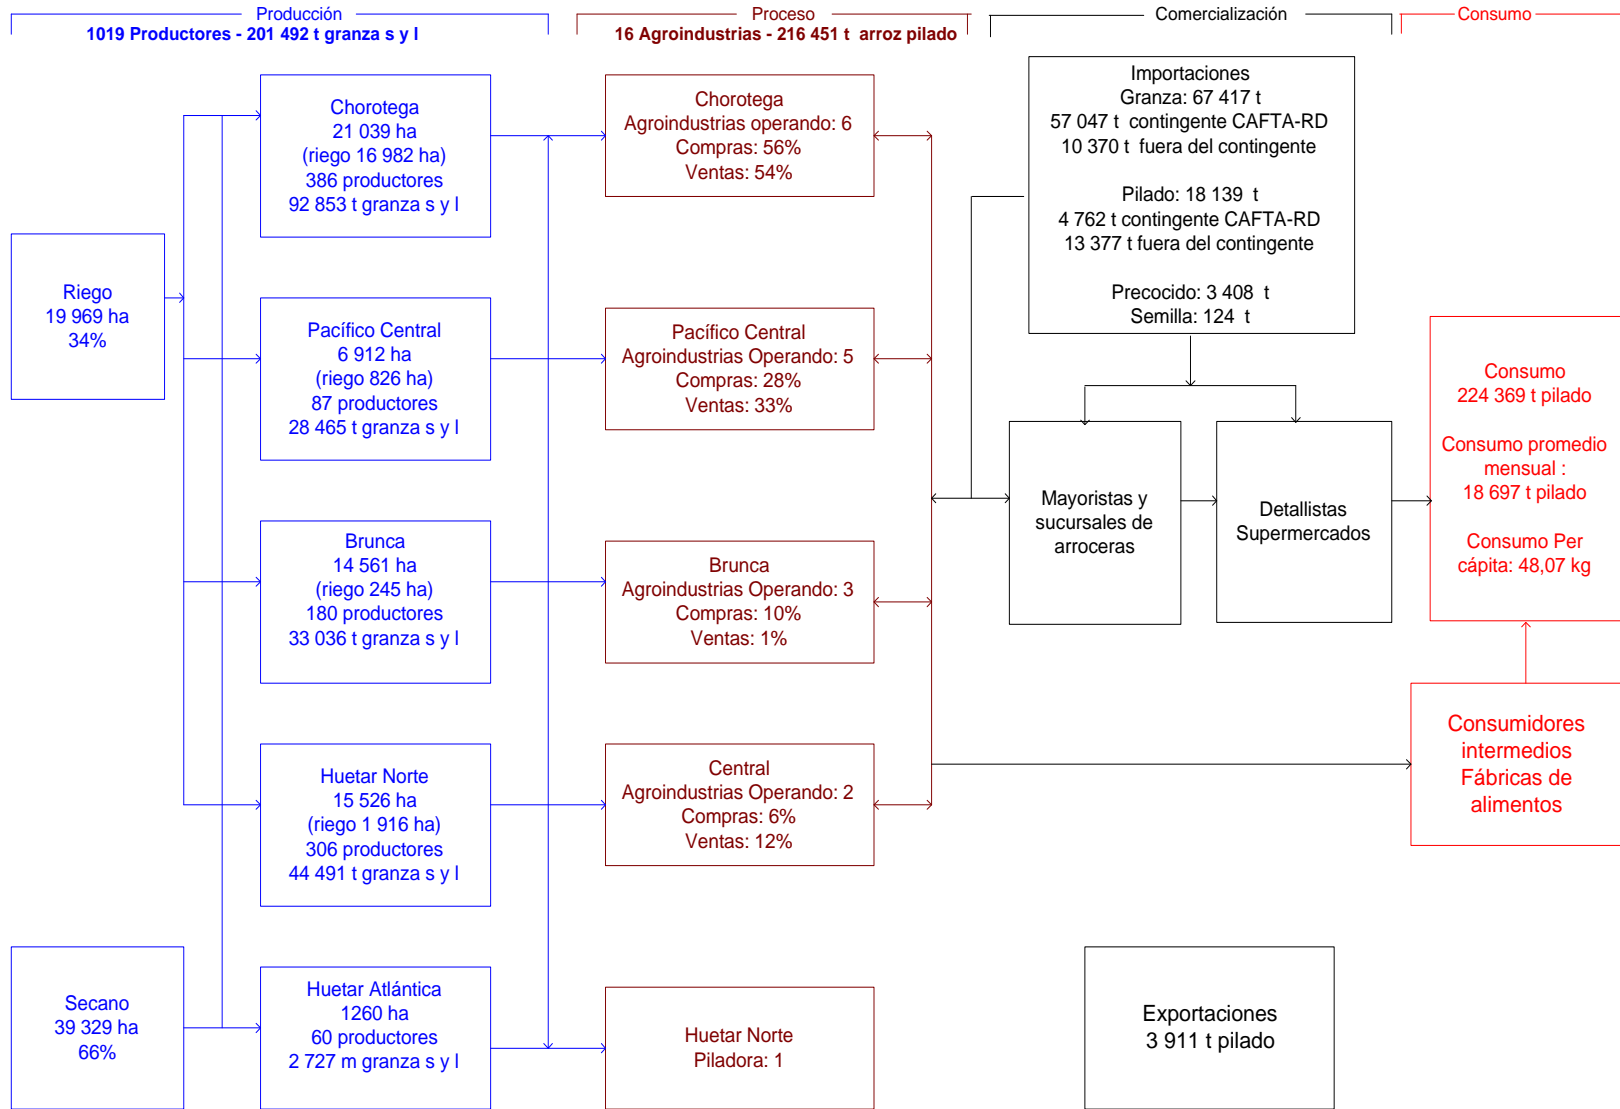 Producción
1019 Productores - 201 492 t granza s y l
Proceso
16 Agroindustrias - 216 451 t  arroz pilado
Comercialización
Consumo
Riego
19 969 ha
34%
Secano
39 329 ha
66%
Chorotega
21 039 ha
(riego 16 982 ha)
386 productores
92 853 t granza s y l
Pacífico Central
6 912 ha
(riego 826 ha)
87 productores
28 465 t granza s y l
Brunca
14 561 ha
(riego 245 ha)
180 productores
33 036 t granza s y l
Huetar Norte
15 526 ha
(riego 1 916 ha)
306 productores
44 491 t granza s y l
Huetar Atlántica
1260 ha
60 productores
2 727 m granza s y l
Chorotega
Agroindustrias operando: 6
Compras: 56%
Ventas: 54%
Pacífico Central
Agroindustrias Operando: 5
Compras: 28%
Ventas: 33%
Brunca
Agroindustrias Operando: 3
Compras: 10%
Ventas: 1%
Central
Agroindustrias Operando: 2
Compras: 6%
Ventas: 12%
Huetar Norte
Piladora: 1
Importaciones
Granza: 67 417 t
57 047 t  contingente CAFTA-RD
10 370 t  fuera del contingente
Pilado: 18 139  t
4 762 t contingente CAFTA-RD
13 377 t fuera del contingente
Precocido: 3 408  t
Semilla: 124  t
Mayoristas y
sucursales de
arroceras
Detallistas
Supermercados
Exportaciones
3 911 t pilado
Consumo
224 369 t pilado
Consumo promedio
mensual :
18 697 t pilado
Consumo Per
cápita: 48,07 kg
Consumidores
intermedios
Fábricas de
alimentos